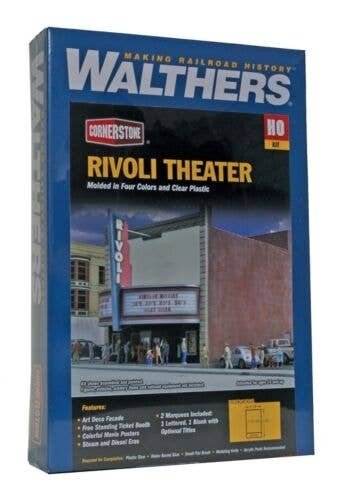 MAKING RAILROAD HISTORY
WALTHERS®
CORNERSTONE®
HO
KIT
RIVOLI THEATER
Molded in Four Colors and Clear Plastic
RIVOLI
Features:
• Art Deco Facade
• Free Standing Ticket Booth
• Colorful Movie Posters
• Steam and Diesel Eras
• 2 Marquees Included:
1 Lettered, 1 Blank with
Optional Titles
WALTHERS